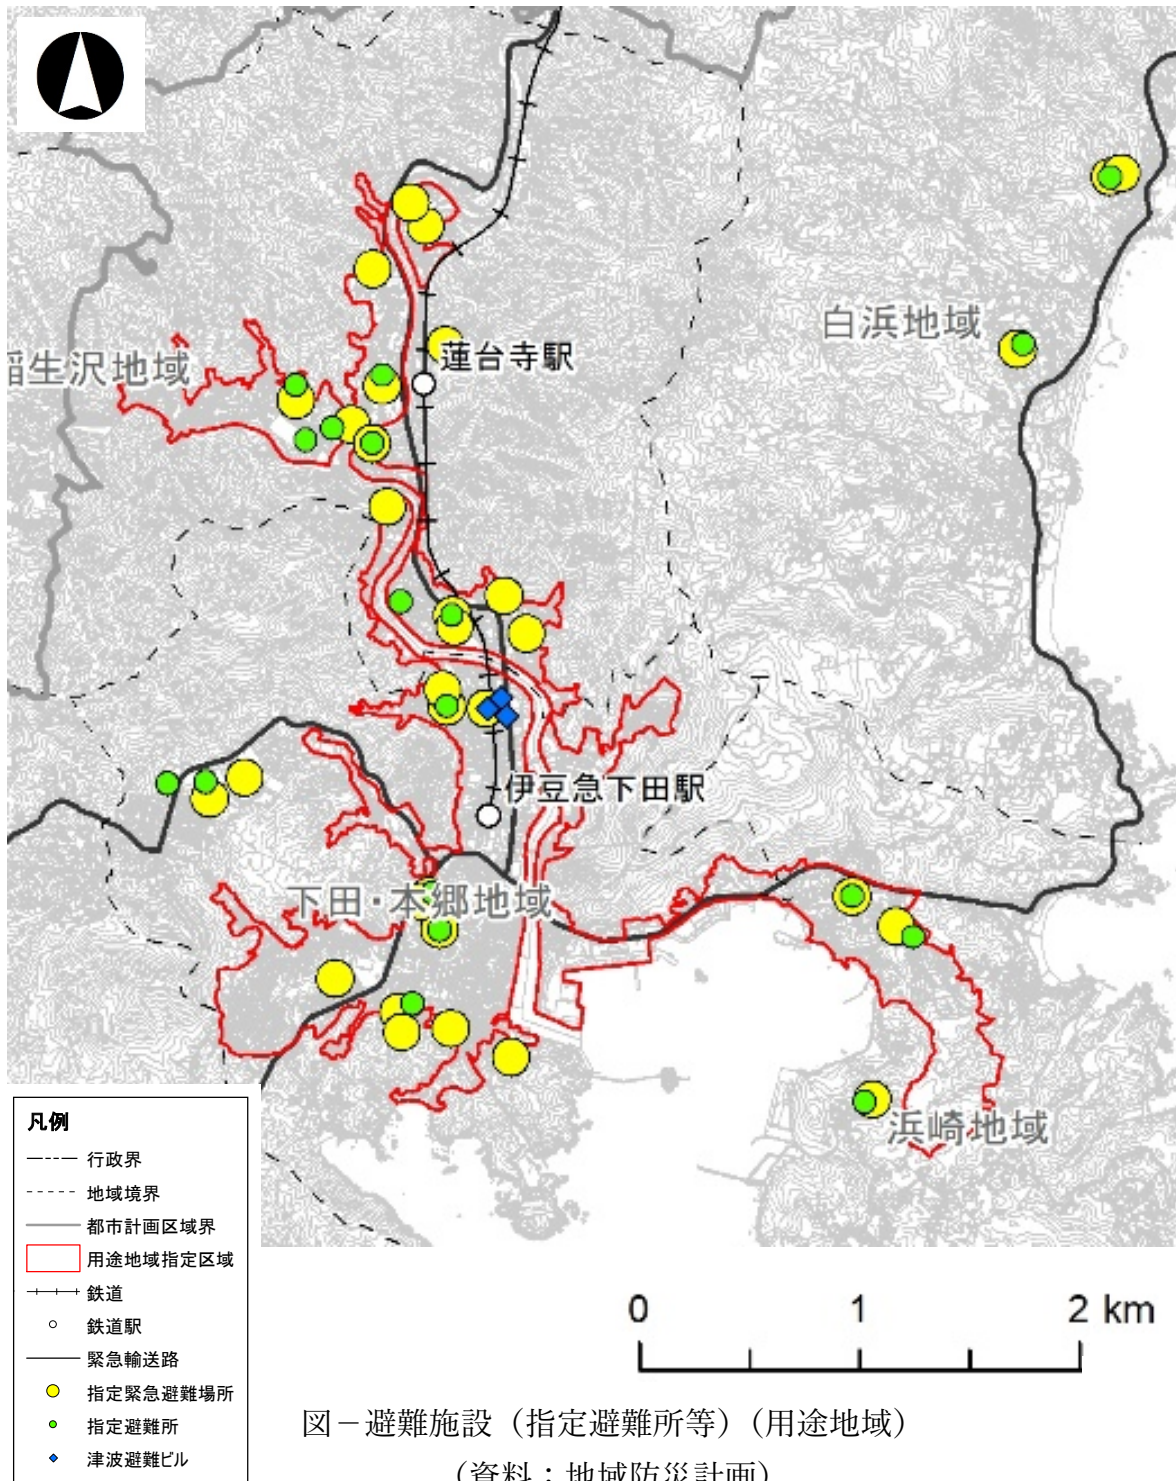 白浜地域
蓮台寺駅
稲生沢地域
伊豆急下田駅
下田・本郷地域
浜崎地域
凡例
行政界
地域境界
都市計画区域界
用途地域指定区域
鉄道
鉄道駅
緊急輸送路
指定緊急避難場所
指定避難所
津波避難ビル
0 1 2 km
図－避難施設（指定避難所等）（用途地域）
（資料：地域防災計画）